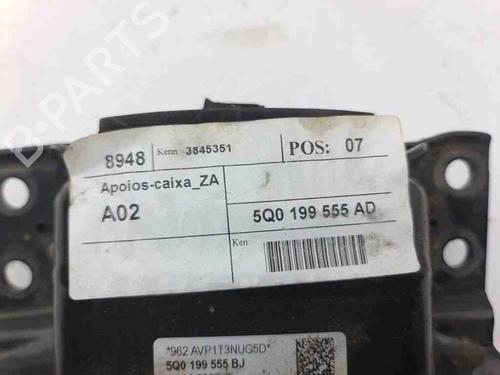 B-PARTS
8948 Kenn 3845351 POS: 07
Apoios-caixa_ZA
A02 5Q0 199 555 AD
Ken
*962 AVP1T3NUG5D*
5Q0 199 555 BJ